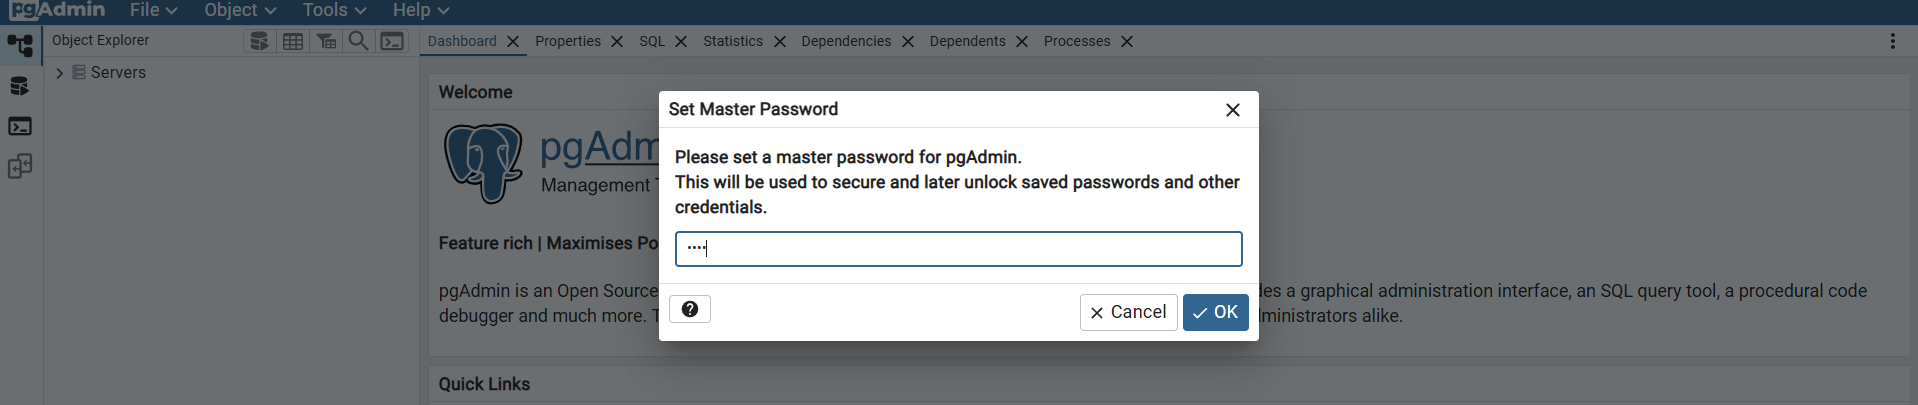 pgAdmin File Object Tools Help
Object Explorer
Dashboard Properties SQL Statistics Dependencies Dependents Processes
Servers
Welcome
Set Master Password
pgAdm
Management T
Please set a master password for pgAdmin.
This will be used to secure and later unlock saved passwords and other
credentials.
••••
Feature rich | Maximises Po
pgAdmin is an Open Source
des a graphical administration interface, an SQL query tool, a procedural code
debugger and much more. T
ministrators alike.
Cancel
OK
Quick Links